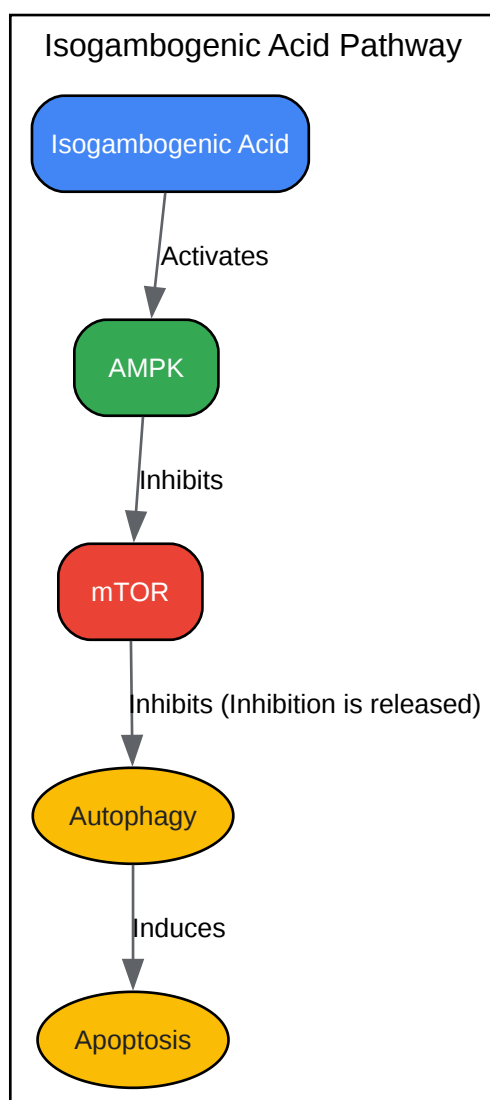 Isogambogenic Acid Pathway
Isogambogenic Acid
Activates
AMPK
Inhibits
mTOR
Inhibits (Inhibition is released)
Autophagy
Induces
Apoptosis